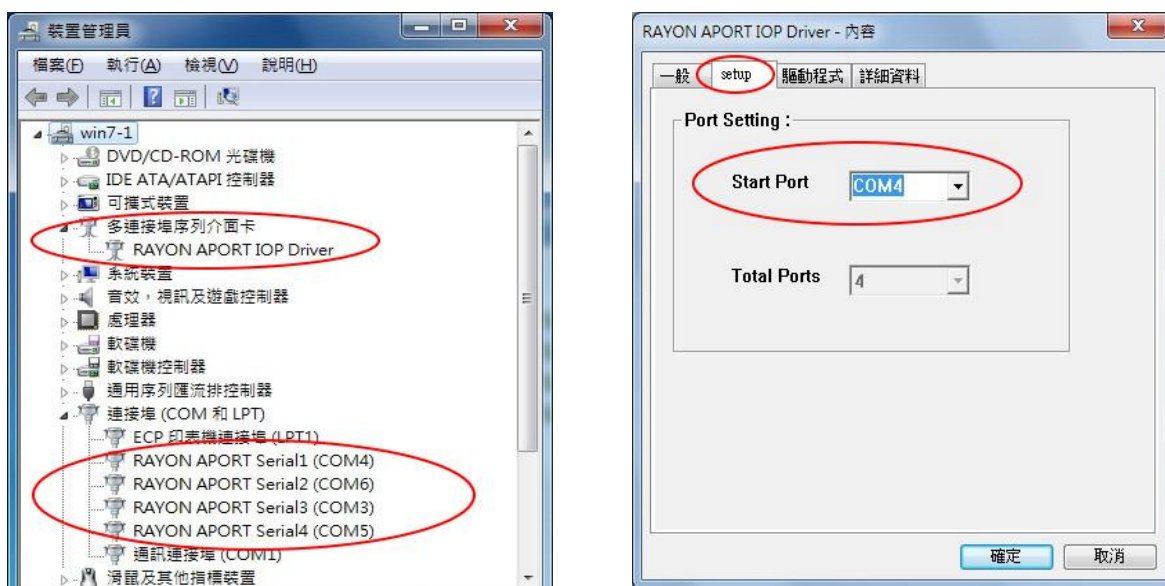 裝置管理員
檔案(F) 執行(A) 檢視(V) 說明(H)
win7-1
DVD/CD-ROM 光碟機
IDE ATA/ATAPI 控制器
可攜式裝置
多連接埠序列介面卡
RAYON APORT IOP Driver
系統裝置
音效，視訊及遊戲控制器
處理器
軟碟機
軟碟機控制器
通用序列匯流排控制器
連接埠 (COM 和 LPT)
ECP 印表機連接埠 (LPT1)
RAYON APORT Serial1 (COM4)
RAYON APORT Serial2 (COM6)
RAYON APORT Serial3 (COM3)
RAYON APORT Serial4 (COM5)
通訊連接埠 (COM1)
滑鼠及其他指標裝置
RAYON APORT IOP Driver - 內容
一般 setup 驅動程式 詳細資料
Port Setting :
Start Port COM4
Total Ports 4
確定 取消